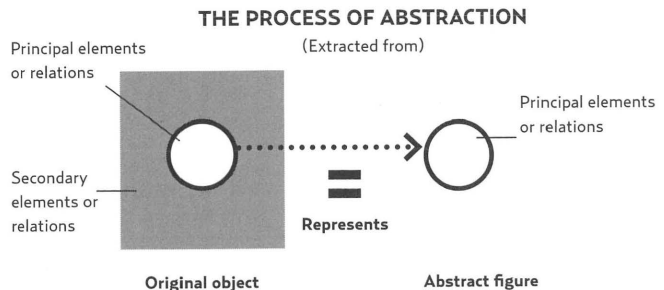 THE PROCESS OF ABSTRACTION
(Extracted from)
Principal elements
or relations
Principal elements
or relations
Secondary
elements or
relations
Represents
Original object
Abstract figure